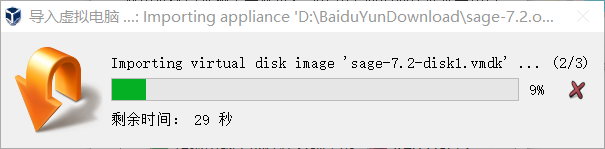 导入虚拟电脑 ...: Importing appliance 'D:\BaiduYunDownload\sage-7.2.o...
Importing virtual disk image 'sage-7.2-disk1.vmdk' ... (2/3)
9%
剩余时间： 29 秒